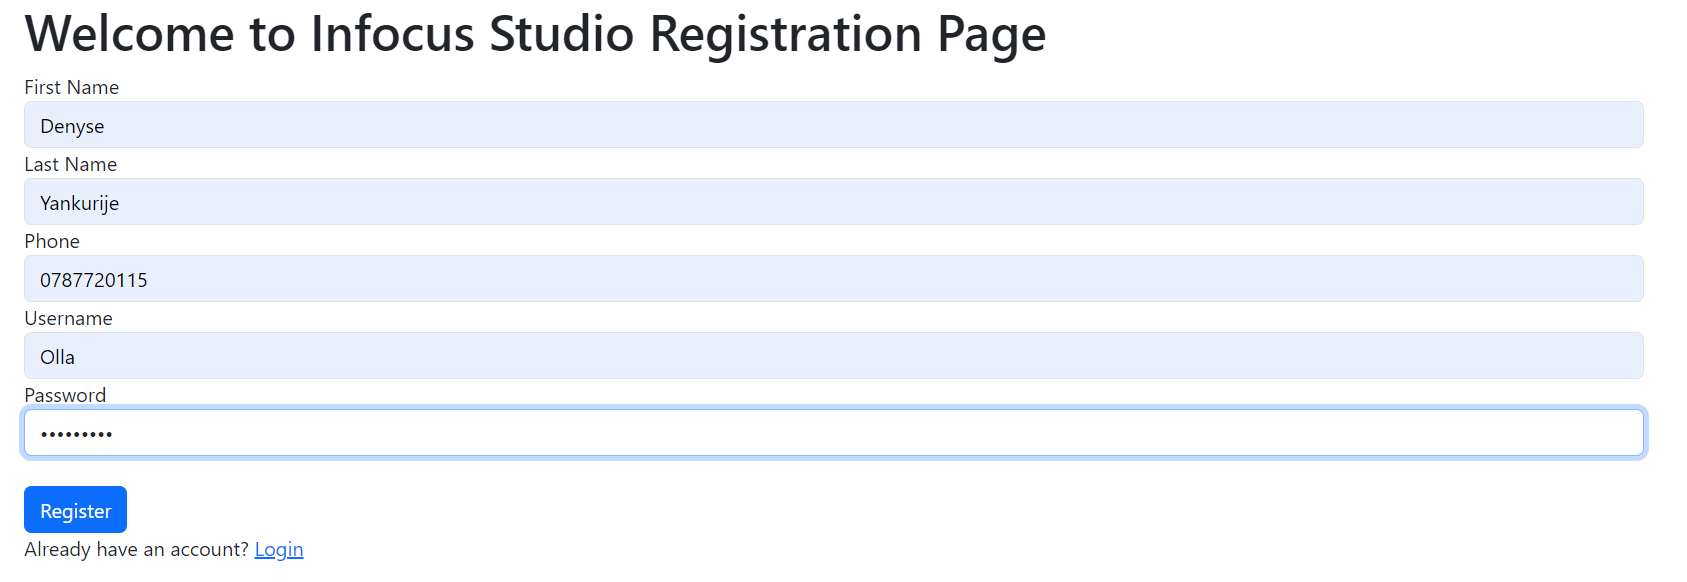 Welcome to Infocus Studio Registration Page
First Name
Denyse
Last Name
Yankurije
Phone
0787720115
Username
Olla
Password
•••••••••
Register
Already have an account? Login